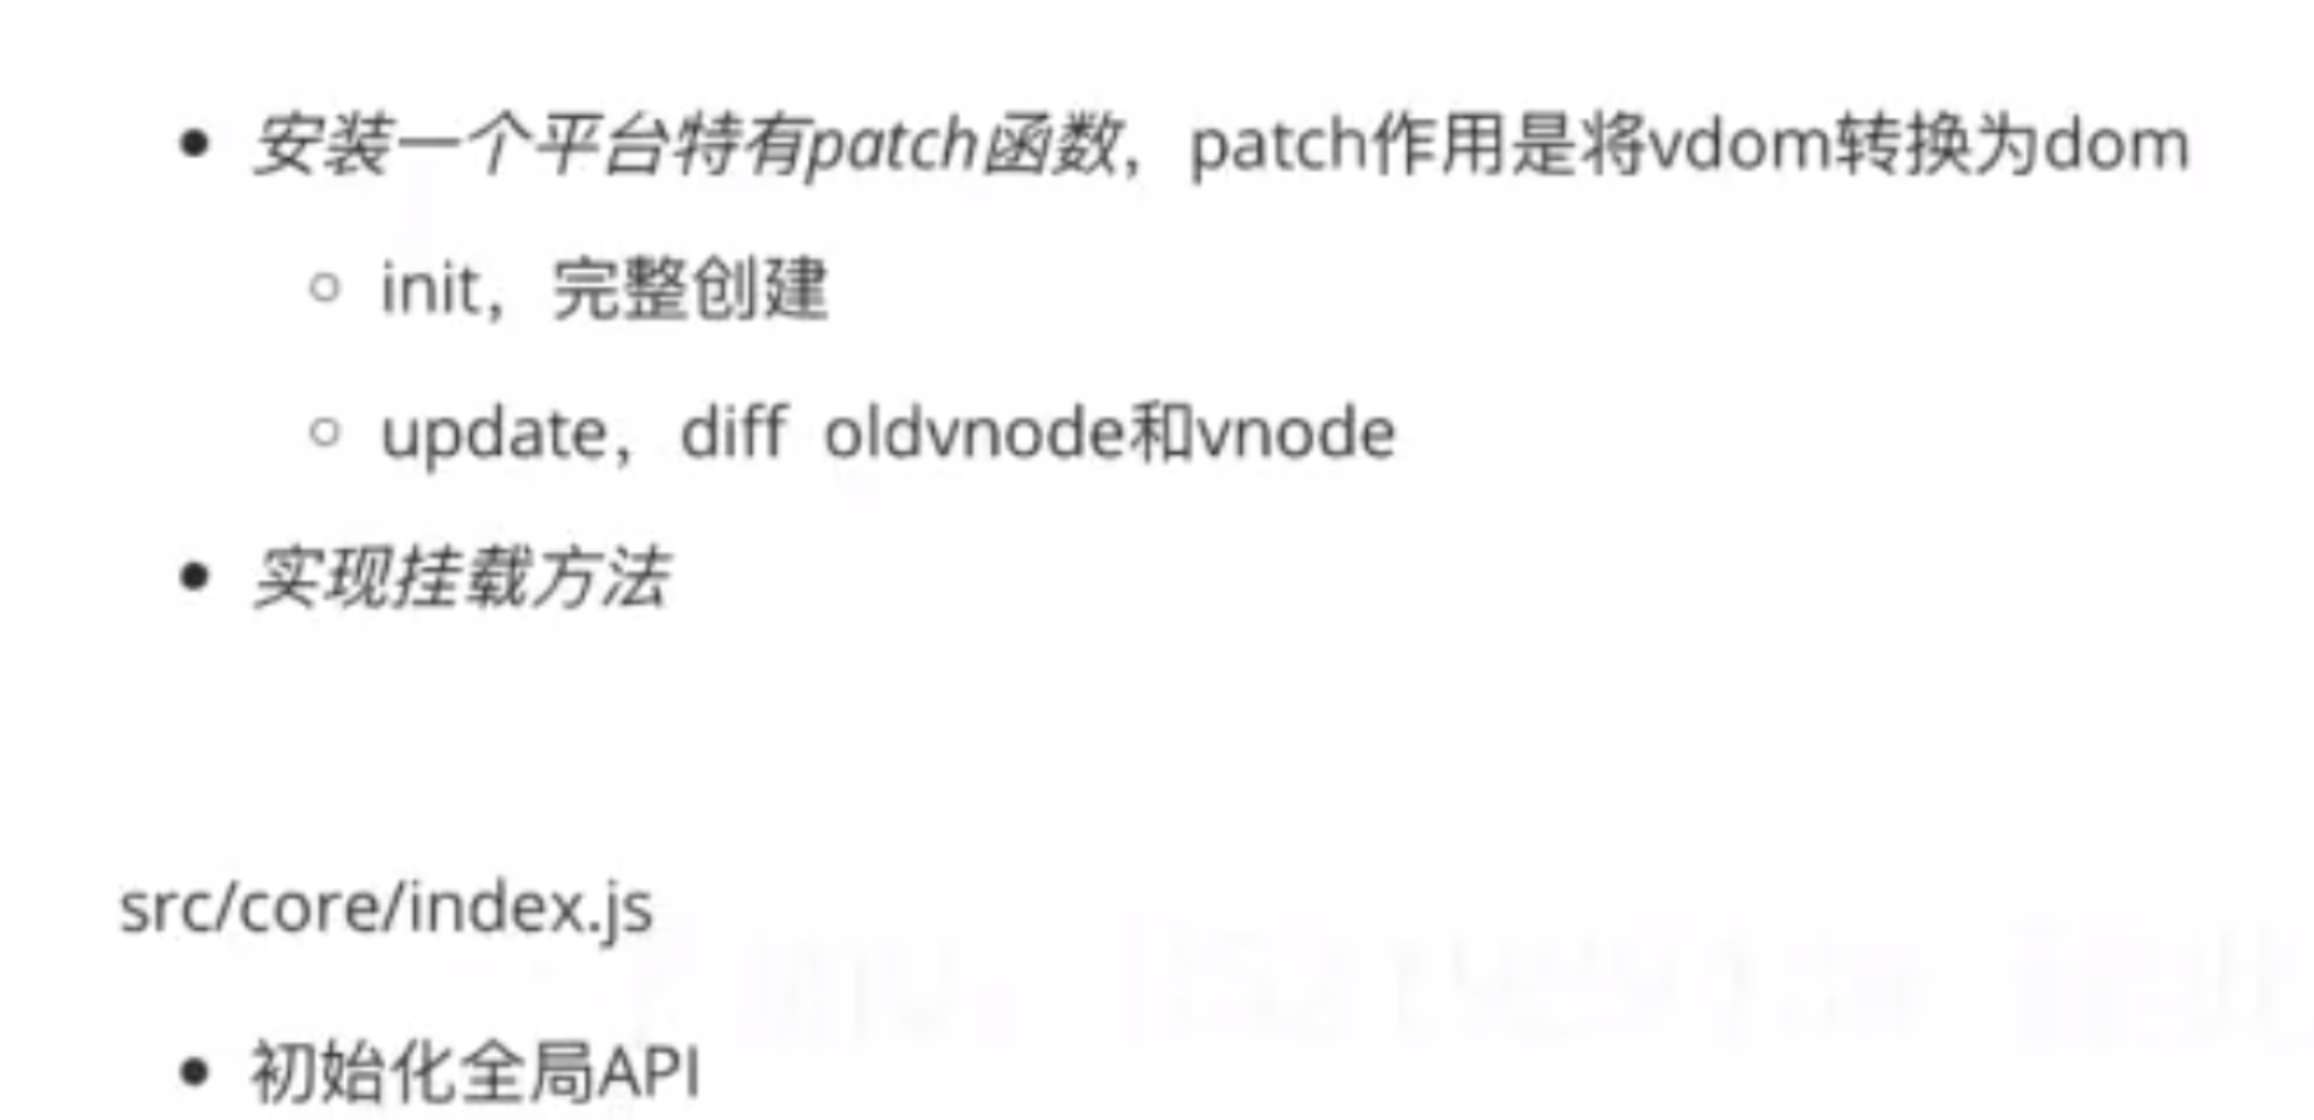 安装一个平台特有patch函数，patch作用是将vdom转换为dom
init，完整创建
update，diff oldvnode和vnode
实现挂载方法
src/core/index.js
初始化全局API